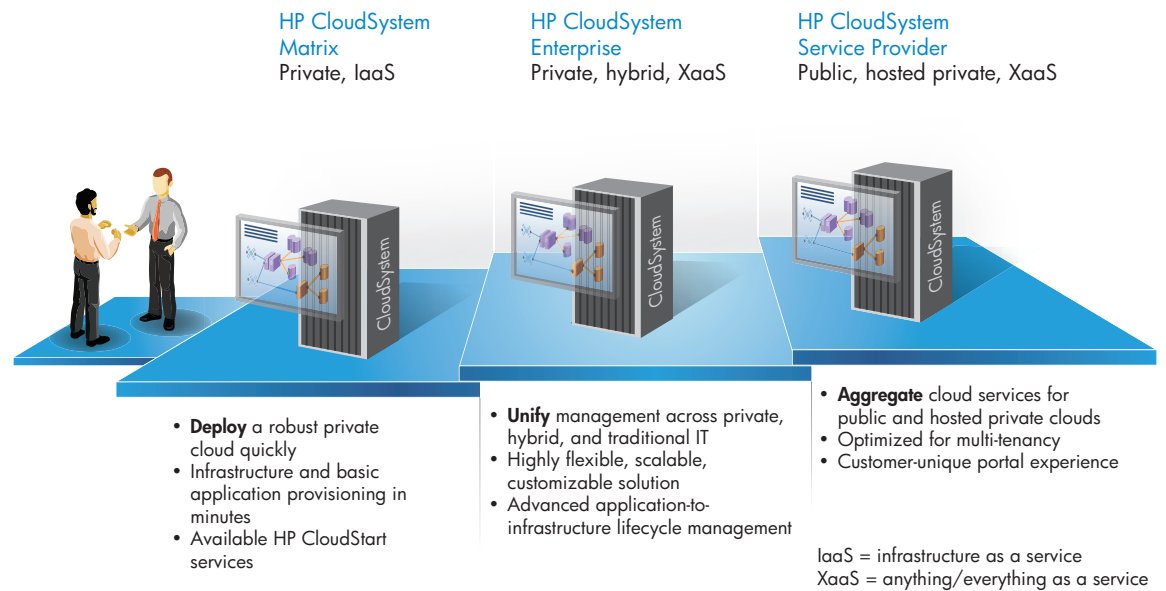 HP CloudSystem
Matrix
Private, IaaS
HP CloudSystem
Enterprise
Private, hybrid, XaaS
HP CloudSystem
Service Provider
Public, hosted private, XaaS
CloudSystem
CloudSystem
CloudSystem
• Deploy a robust private
cloud quickly
• Infrastructure and basic
application provisioning in
minutes
• Available HP CloudStart
services
• Unify management across private,
hybrid, and traditional IT
• Highly flexible, scalable,
customizable solution
• Advanced application-to-
infrastructure lifecycle management
• Aggregate cloud services for
public and hosted private clouds
• Optimized for multi-tenancy
• Customer-unique portal experience
IaaS = infrastructure as a service
XaaS = anything/everything as a service